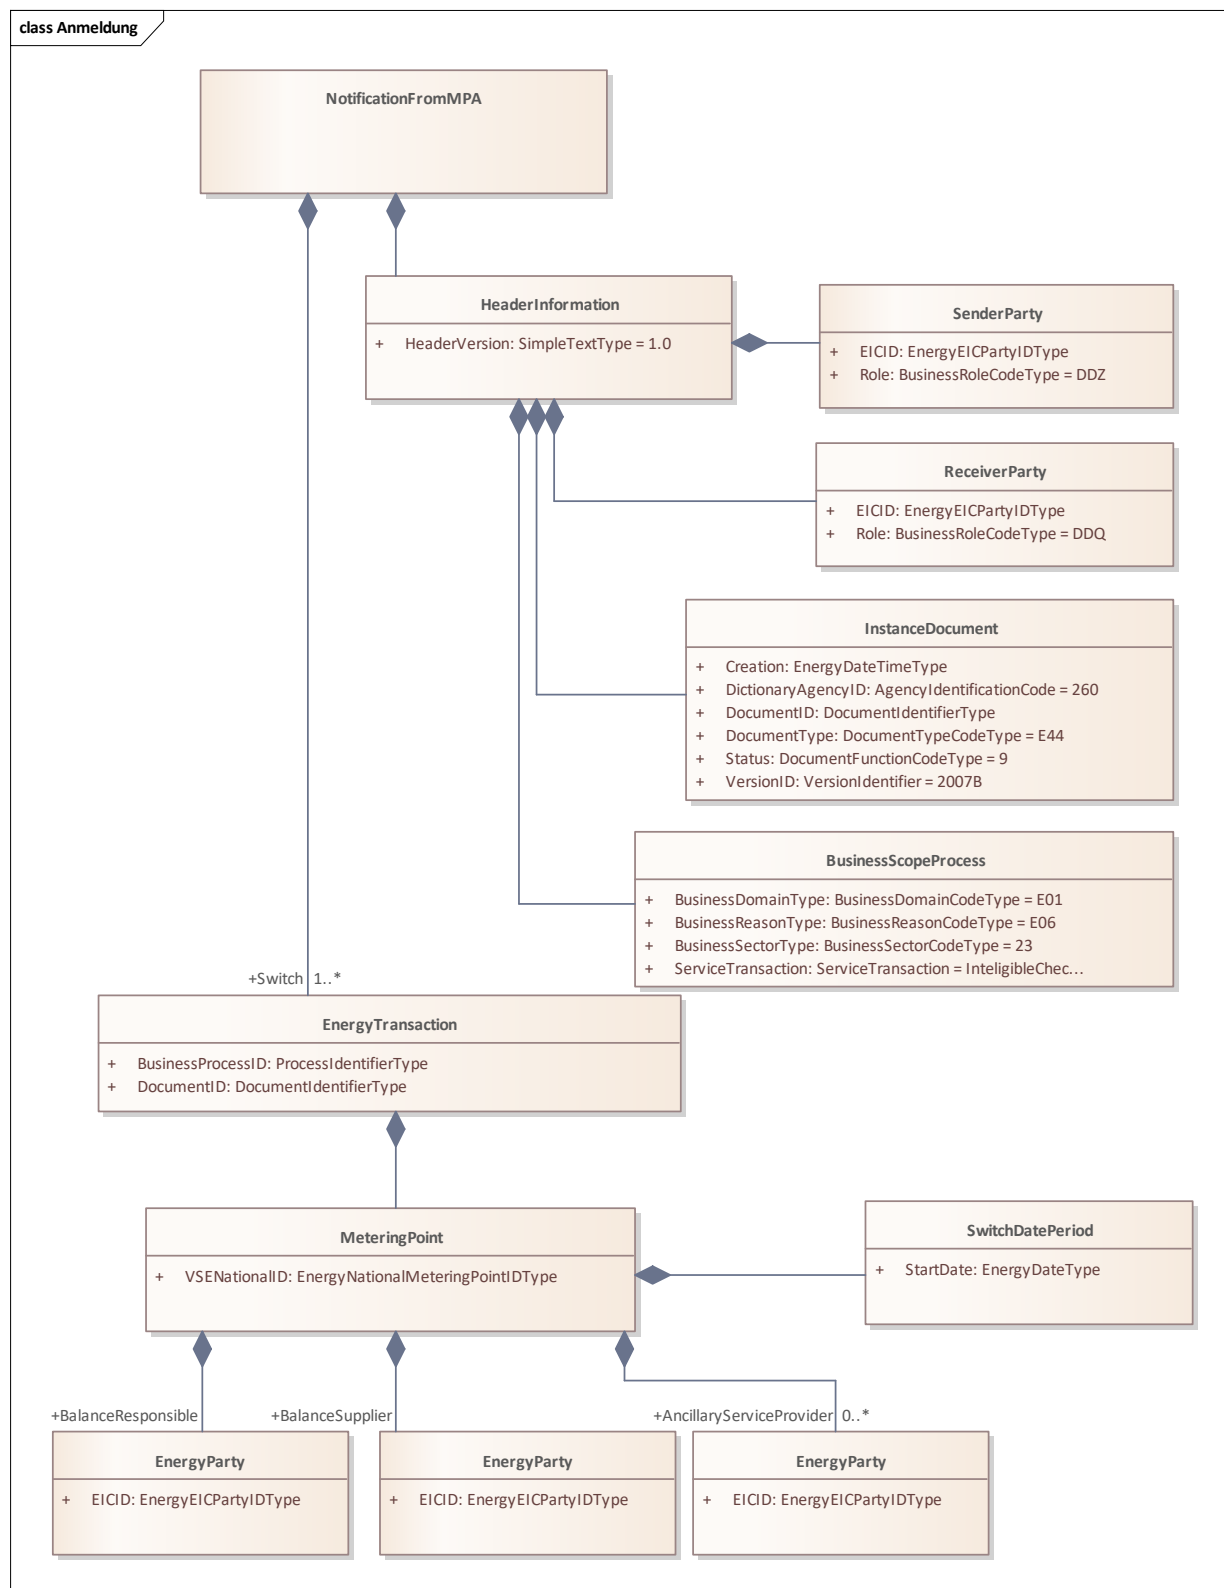 class Anmeldung
NotificationFromMPA
HeaderInformation
+ HeaderVersion: SimpleTextType = 1.0
SenderParty
+ EICID: EnergyEICPartyIDType
+ Role: BusinessRoleCodeType = DDZ
ReceiverParty
+ EICID: EnergyEICPartyIDType
+ Role: BusinessRoleCodeType = DDQ
InstanceDocument
+ Creation: EnergyDateTimeType
+ DictionaryAgencyID: AgencyIdentificationCode = 260
+ DocumentID: DocumentIdentifierType
+ DocumentType: DocumentTypeCodeType = E44
+ Status: DocumentFunctionCodeType = 9
+ VersionID: VersionIdentifier = 2007B
BusinessScopeProcess
+ BusinessDomainType: BusinessDomainCodeType = E01
+ BusinessReasonType: BusinessReasonCodeType = E06
+ BusinessSectorType: BusinessSectorCodeType = 23
+ ServiceTransaction: ServiceTransaction = InteligibleChec...
+Switch 1..*
EnergyTransaction
+ BusinessProcessID: ProcessIdentifierType
+ DocumentID: DocumentIdentifierType
MeteringPoint
+ VSENationalID: EnergyNationalMeteringPointIDType
SwitchDatePeriod
+ StartDate: EnergyDateType
+BalanceResponsible
+BalanceSupplier
+AncillaryServiceProvider 0..*
EnergyParty
+ EICID: EnergyEICPartyIDType
EnergyParty
+ EICID: EnergyEICPartyIDType
EnergyParty
+ EICID: EnergyEICPartyIDType